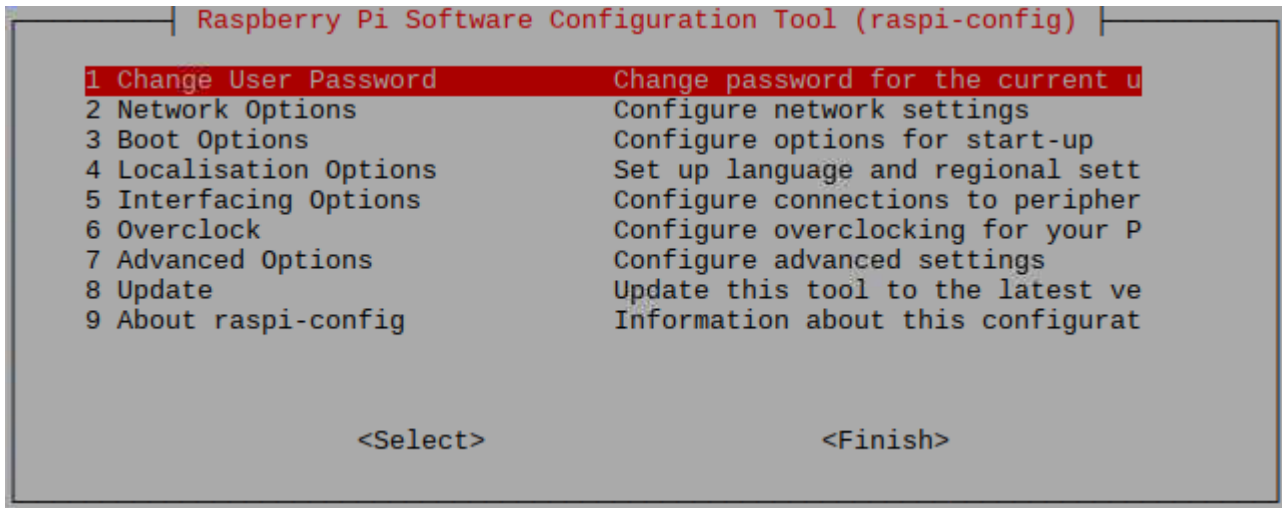 Raspberry Pi Software Configuration Tool (raspi-config)
1 Change User Password Change password for the current u
2 Network Options Configure network settings
3 Boot Options Configure options for start-up
4 Localisation Options Set up language and regional sett
5 Interfacing Options Configure connections to peripher
6 Overclock Configure overclocking for your P
7 Advanced Options Configure advanced settings
8 Update Update this tool to the latest ve
9 About raspi-config Information about this configurat
<Select> <Finish>